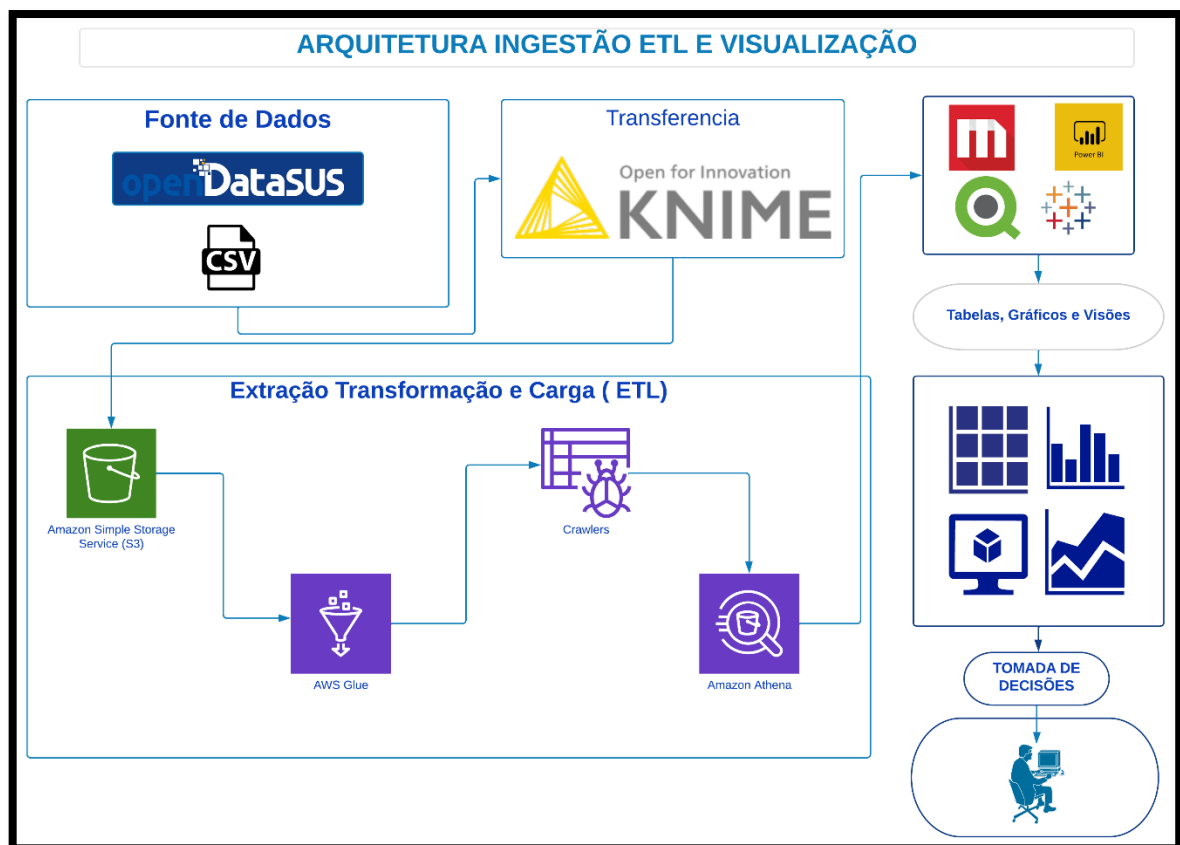 ARQUITETURA INGESTÃO ETL E VISUALIZAÇÃO
Fonte de Dados
openDataSUS
CSV
Transferencia
Open for Innovation
KNIME
m
Power BI
Tabelas, Gráficos e Visões
Extração Transformação e Carga ( ETL)
Amazon Simple Storage
Service (S3)
AWS Glue
Crawlers
Amazon Athena
TOMADA DE
DECISÕES